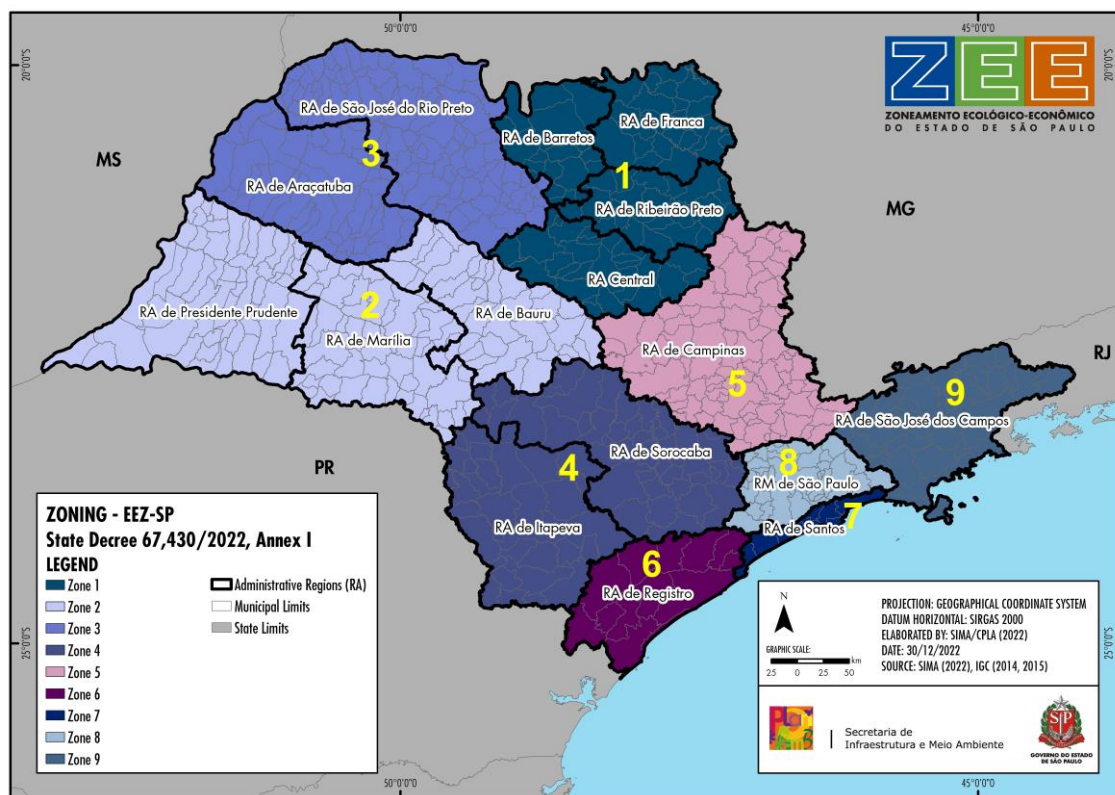 50°0'0"O
45°0'0"O
20°0'0"S
20°0'0"S
ZEE
ZONEAMENTO ECOLÓGICO-ECONÔMICO
DO ESTADO DE SÃO PAULO
RA de São José do Rio Preto
RA de Franca
RA de Barretos
MS
3
1
RA de Araçatuba
RA de Ribeirão Preto
MG
RA Central
2
RA de Presidente Prudente
RA de Bauru
RA de Marília
RA de Campinas
RJ
5
9
RA de São José dos Campos
RA de Sorocaba
4
8
PR
RM de São Paulo
7
RA de Santos
RA de Itapeva
6
RA de Registro
ZONING - EEZ-SP
State Decree 67,430/2022, Annex I
LEGEND
Zone 1
Zone 2
Zone 3
Zone 4
Zone 5
Zone 6
Zone 7
Zone 8
Zone 9
Administrative Regions (RA)
Municipal Limits
State Limits
N
GRAPHIC SCALE:
25 0 25 50 km
PROJECTION: GEOGRAPHICAL COORDINATE SYSTEM
DATUM HORIZONTAL: SIRGAS 2000
ELABORATED BY: SIMA/CPLA (2022)
DATE: 30/12/2022
SOURCE: SIMA (2022), IGC (2014, 2015)
Secretaria de
Infraestrutura e Meio Ambiente
SP
GOVERNO DO ESTADO
DE SÃO PAULO
25°0'0"S
25°0'0"S
50°0'0"O
45°0'0"O